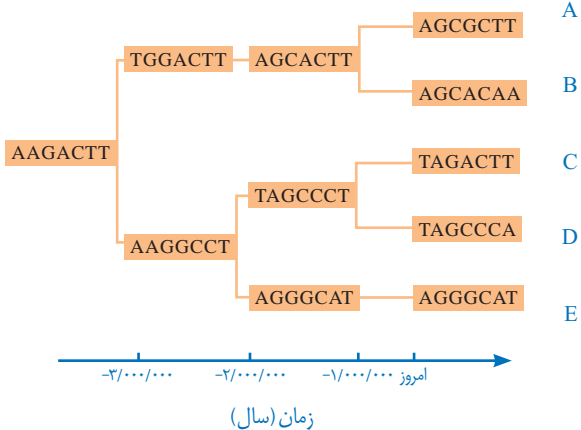 A
AGCGCTT
TGGACTT
AGCACTT
B
AGCACAA
AAGACTT
C
TAGACTT
TAGCCCT
D
TAGCCCA
AAGGCCT
AGGGCAT
AGGGCAT
E
-۳/۰۰۰/۰۰۰
-۲/۰۰۰/۰۰۰
-۱/۰۰۰/۰۰۰
امروز
زمان (سال)